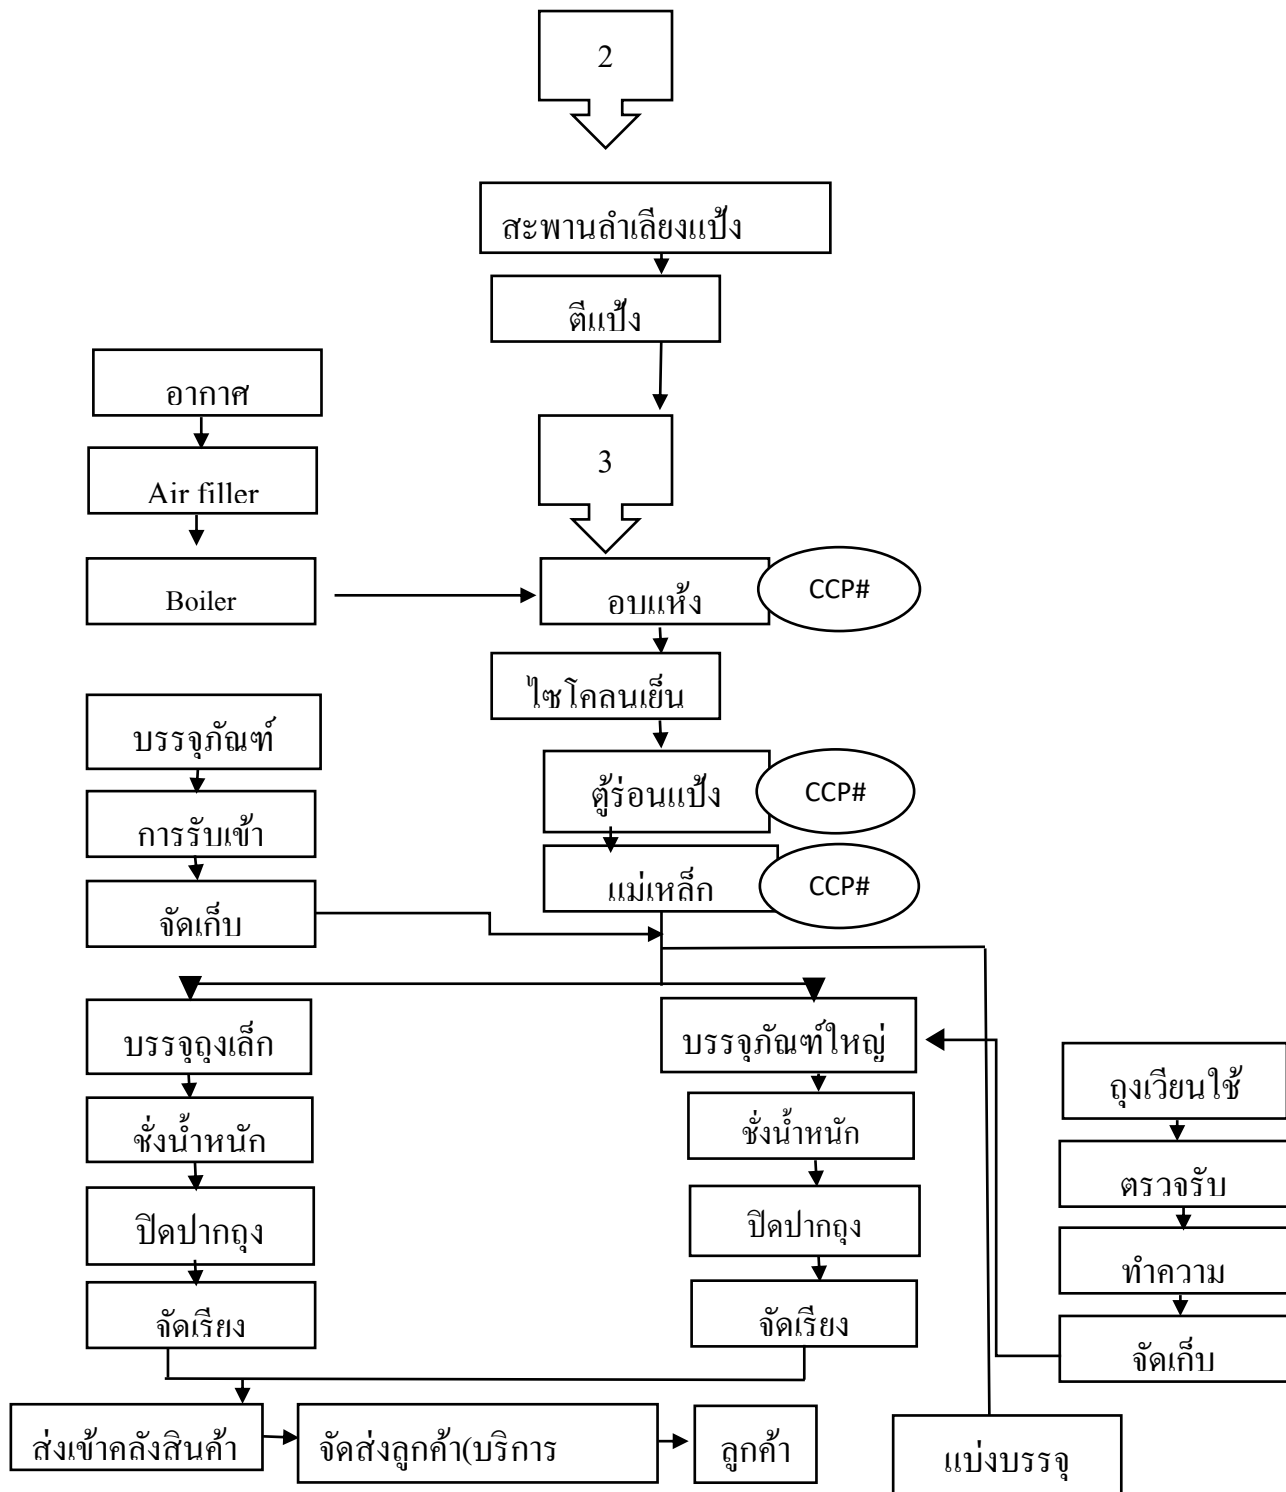 2
สะพานลำเลียงแป้ง
ตีแป้ง
อากาศ
Air filler
Boiler
3
อบแห้ง
CCP#
ไซโคลนเย็น
ตู้ร่อนแป้ง
CCP#
แม่เหล็ก
CCP#
บรรจุภัณฑ์
การรับเข้า
จัดเก็บ
บรรจุถุงเล็ก
ชั่งน้ำหนัก
ปิดปากถุง
จัดเรียง
บรรจุภัณฑ์ใหญ่
ชั่งน้ำหนัก
ปิดปากถุง
จัดเรียง
ถุงเวียนใช้
ตรวจรับ
ทำความ
จัดเก็บ
ส่งเข้าคลังสินค้า
จัดส่งลูกค้า(บริการ
ลูกค้า
แบ่งบรรจุ